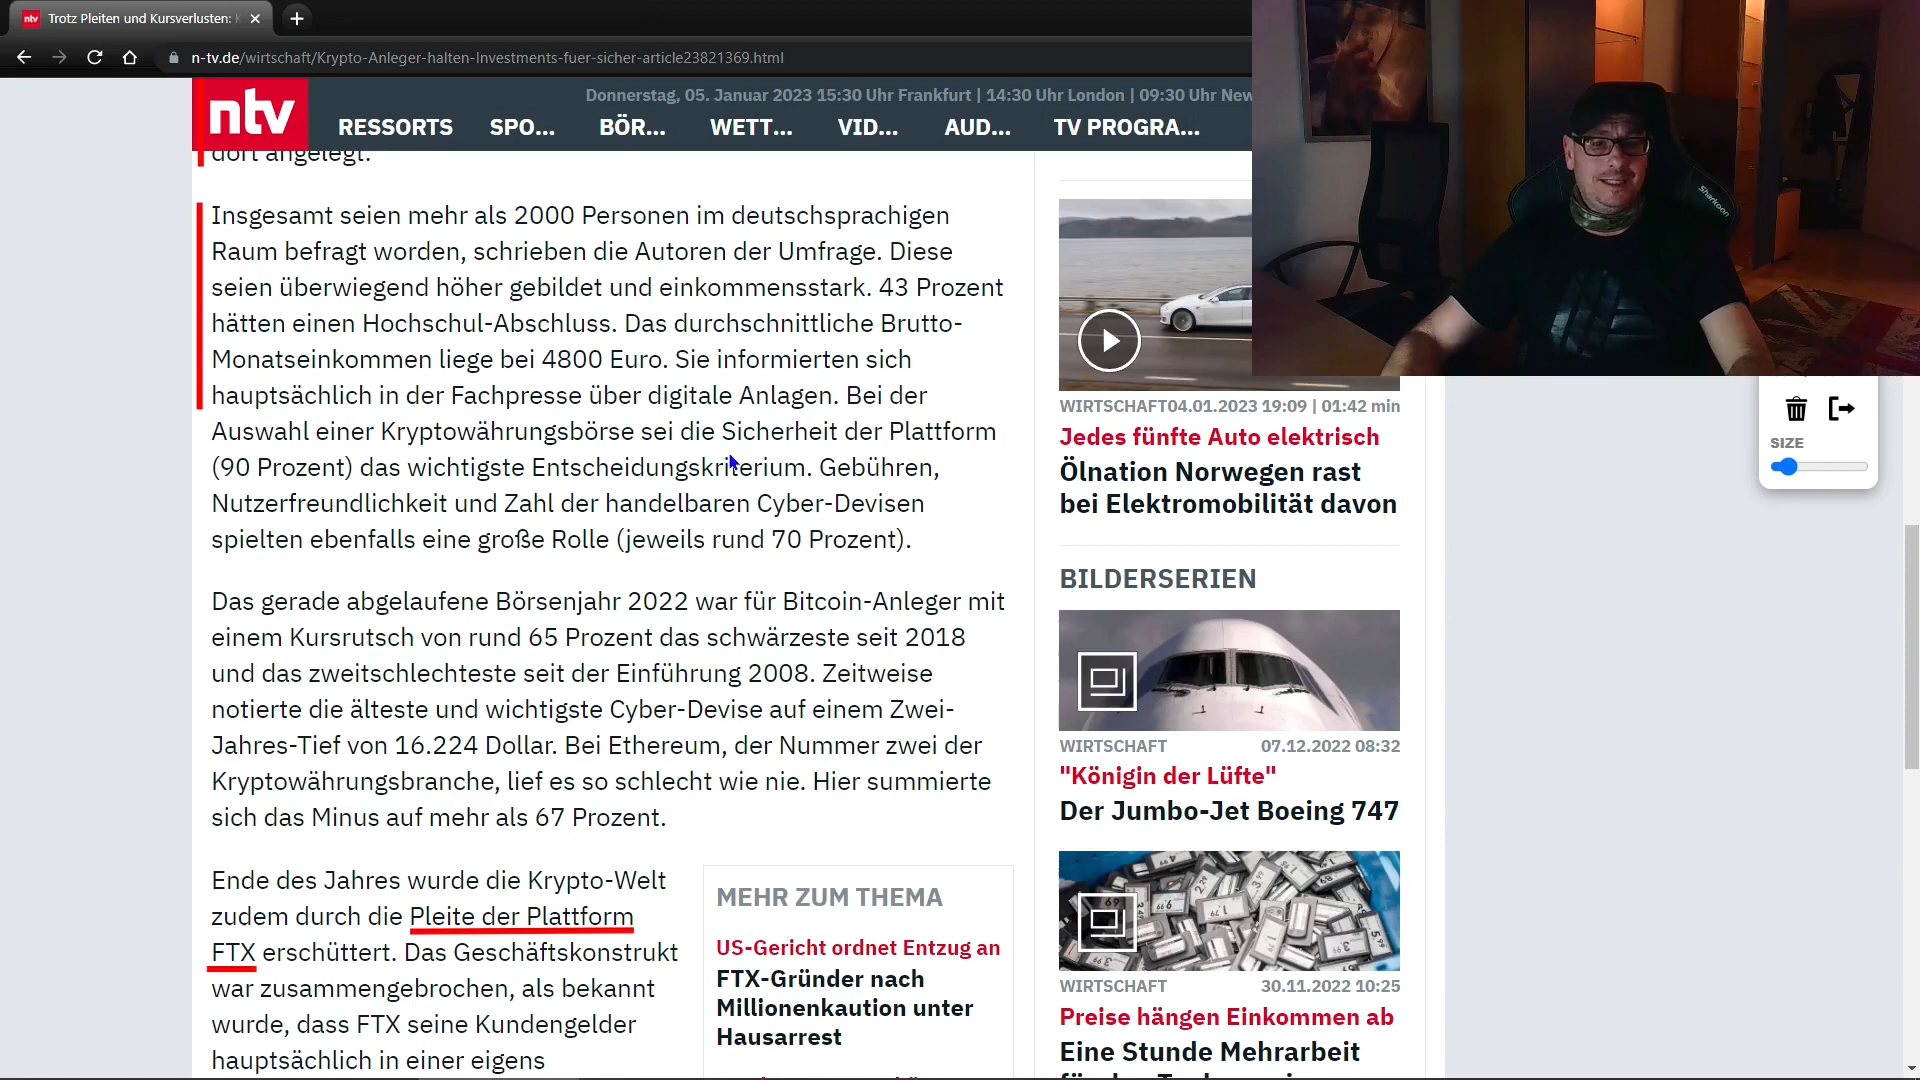 ntv Trotz Pleiten und Kursverlusten:
n-tv.de/wirtschaft/Krypto-Anleger-halten-Investments-fuer-sicher-article23821369.html
Donnerstag, 05. Januar 2023 15:30 Uhr Frankfurt | 14:30 Uhr London | 09:30 Uhr New
ntv
RESSORTS SPO... BÖR... WETT... VID... AUD... TV PROGRA...
dort angelegt.
Insgesamt seien mehr als 2000 Personen im deutschsprachigen
Raum befragt worden, schrieben die Autoren der Umfrage. Diese
seien überwiegend höher gebildet und einkommensstark. 43 Prozent
hätten einen Hochschul-Abschluss. Das durchschnittliche Brutto-
Monatseinkommen liege bei 4800 Euro. Sie informierten sich
hauptsächlich in der Fachpresse über digitale Anlagen. Bei der
Auswahl einer Kryptowährungsbörse sei die Sicherheit der Plattform
(90 Prozent) das wichtigste Entscheidungskriterium. Gebühren,
Nutzerfreundlichkeit und Zahl der handelbaren Cyber-Devisen
spielten ebenfalls eine große Rolle (jeweils rund 70 Prozent).
Das gerade abgelaufene Börsenjahr 2022 war für Bitcoin-Anleger mit
einem Kursrutsch von rund 65 Prozent das schwärzeste seit 2018
und das zweitschlechteste seit der Einführung 2008. Zeitweise
notierte die älteste und wichtigste Cyber-Devise auf einem Zwei-
Jahres-Tief von 16.224 Dollar. Bei Ethereum, der Nummer zwei der
Kryptowährungsbranche, lief es so schlecht wie nie. Hier summierte
sich das Minus auf mehr als 67 Prozent.
Ende des Jahres wurde die Krypto-Welt
zudem durch die Pleite der Plattform
FTX erschüttert. Das Geschäftskonstrukt
war zusammengebrochen, als bekannt
wurde, dass FTX seine Kundengelder
hauptsächlich in einer eigens
MEHR ZUM THEMA
US-Gericht ordnet Entzug an
FTX-Gründer nach
Millionenkaution unter
Hausarrest
WIRTSCHAFT 04.01.2023 19:09 | 01:42 min
Jedes fünfte Auto elektrisch
Ölnation Norwegen rast
bei Elektromobilität davon
BILDERSERIEN
WIRTSCHAFT 07.12.2022 08:32
"Königin der Lüfte"
Der Jumbo-Jet Boeing 747
WIRTSCHAFT 30.11.2022 10:25
Preise hängen Einkommen ab
Eine Stunde Mehrarbeit
Sharkoon
SIZE